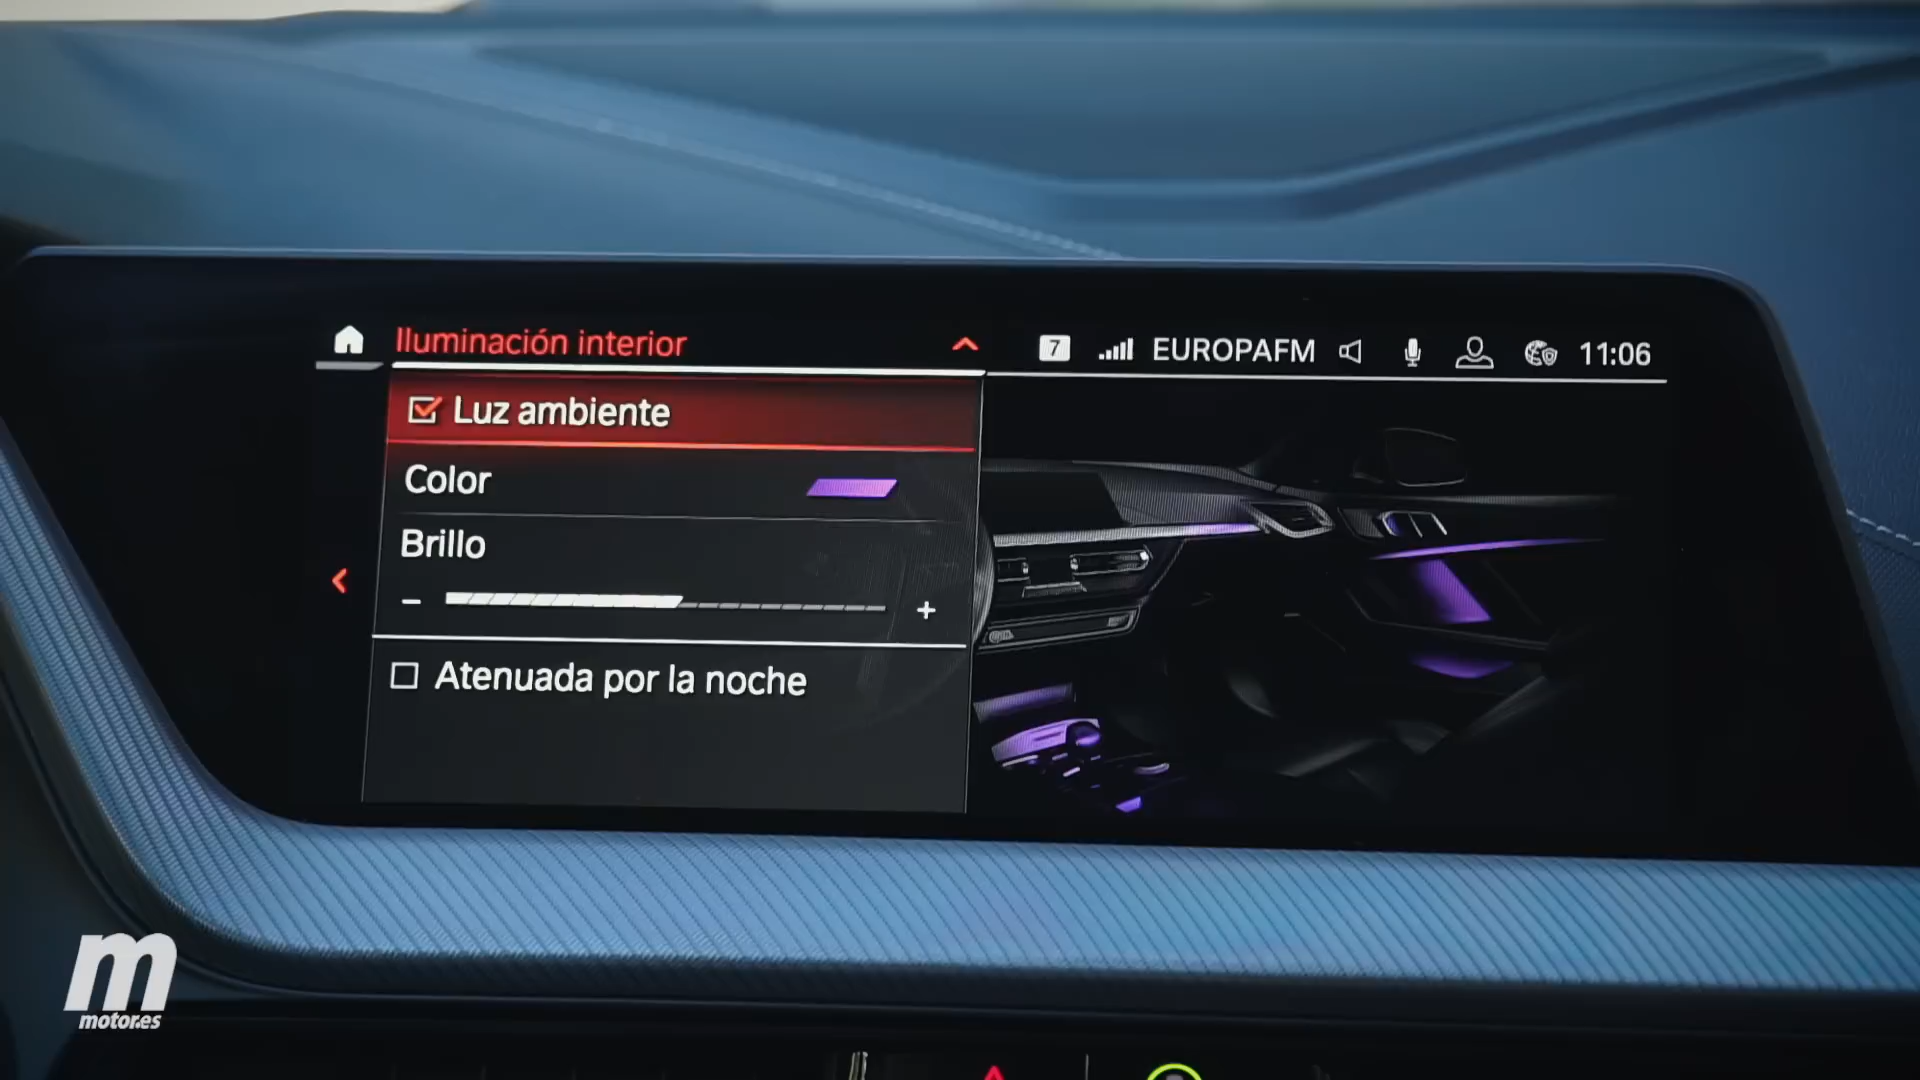 Iluminación interior
7 EUROPAFM 11:06
Luz ambiente
Color
Brillo
- +
Atenuada por la noche
m
motor.es